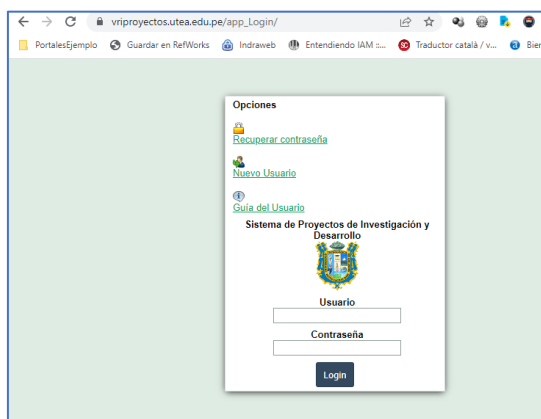 vriproyectos.utea.edu.pe/app_Login/
PortalesEjemplo Guardar en RefWorks Indraweb Entendiendo IAM ::... Traductor català / v... Bier
Opciones
Recuperar contraseña
Nuevo Usuario
Guía del Usuario
Sistema de Proyectos de Investigación y
Desarrollo
Usuario
Contraseña
Login